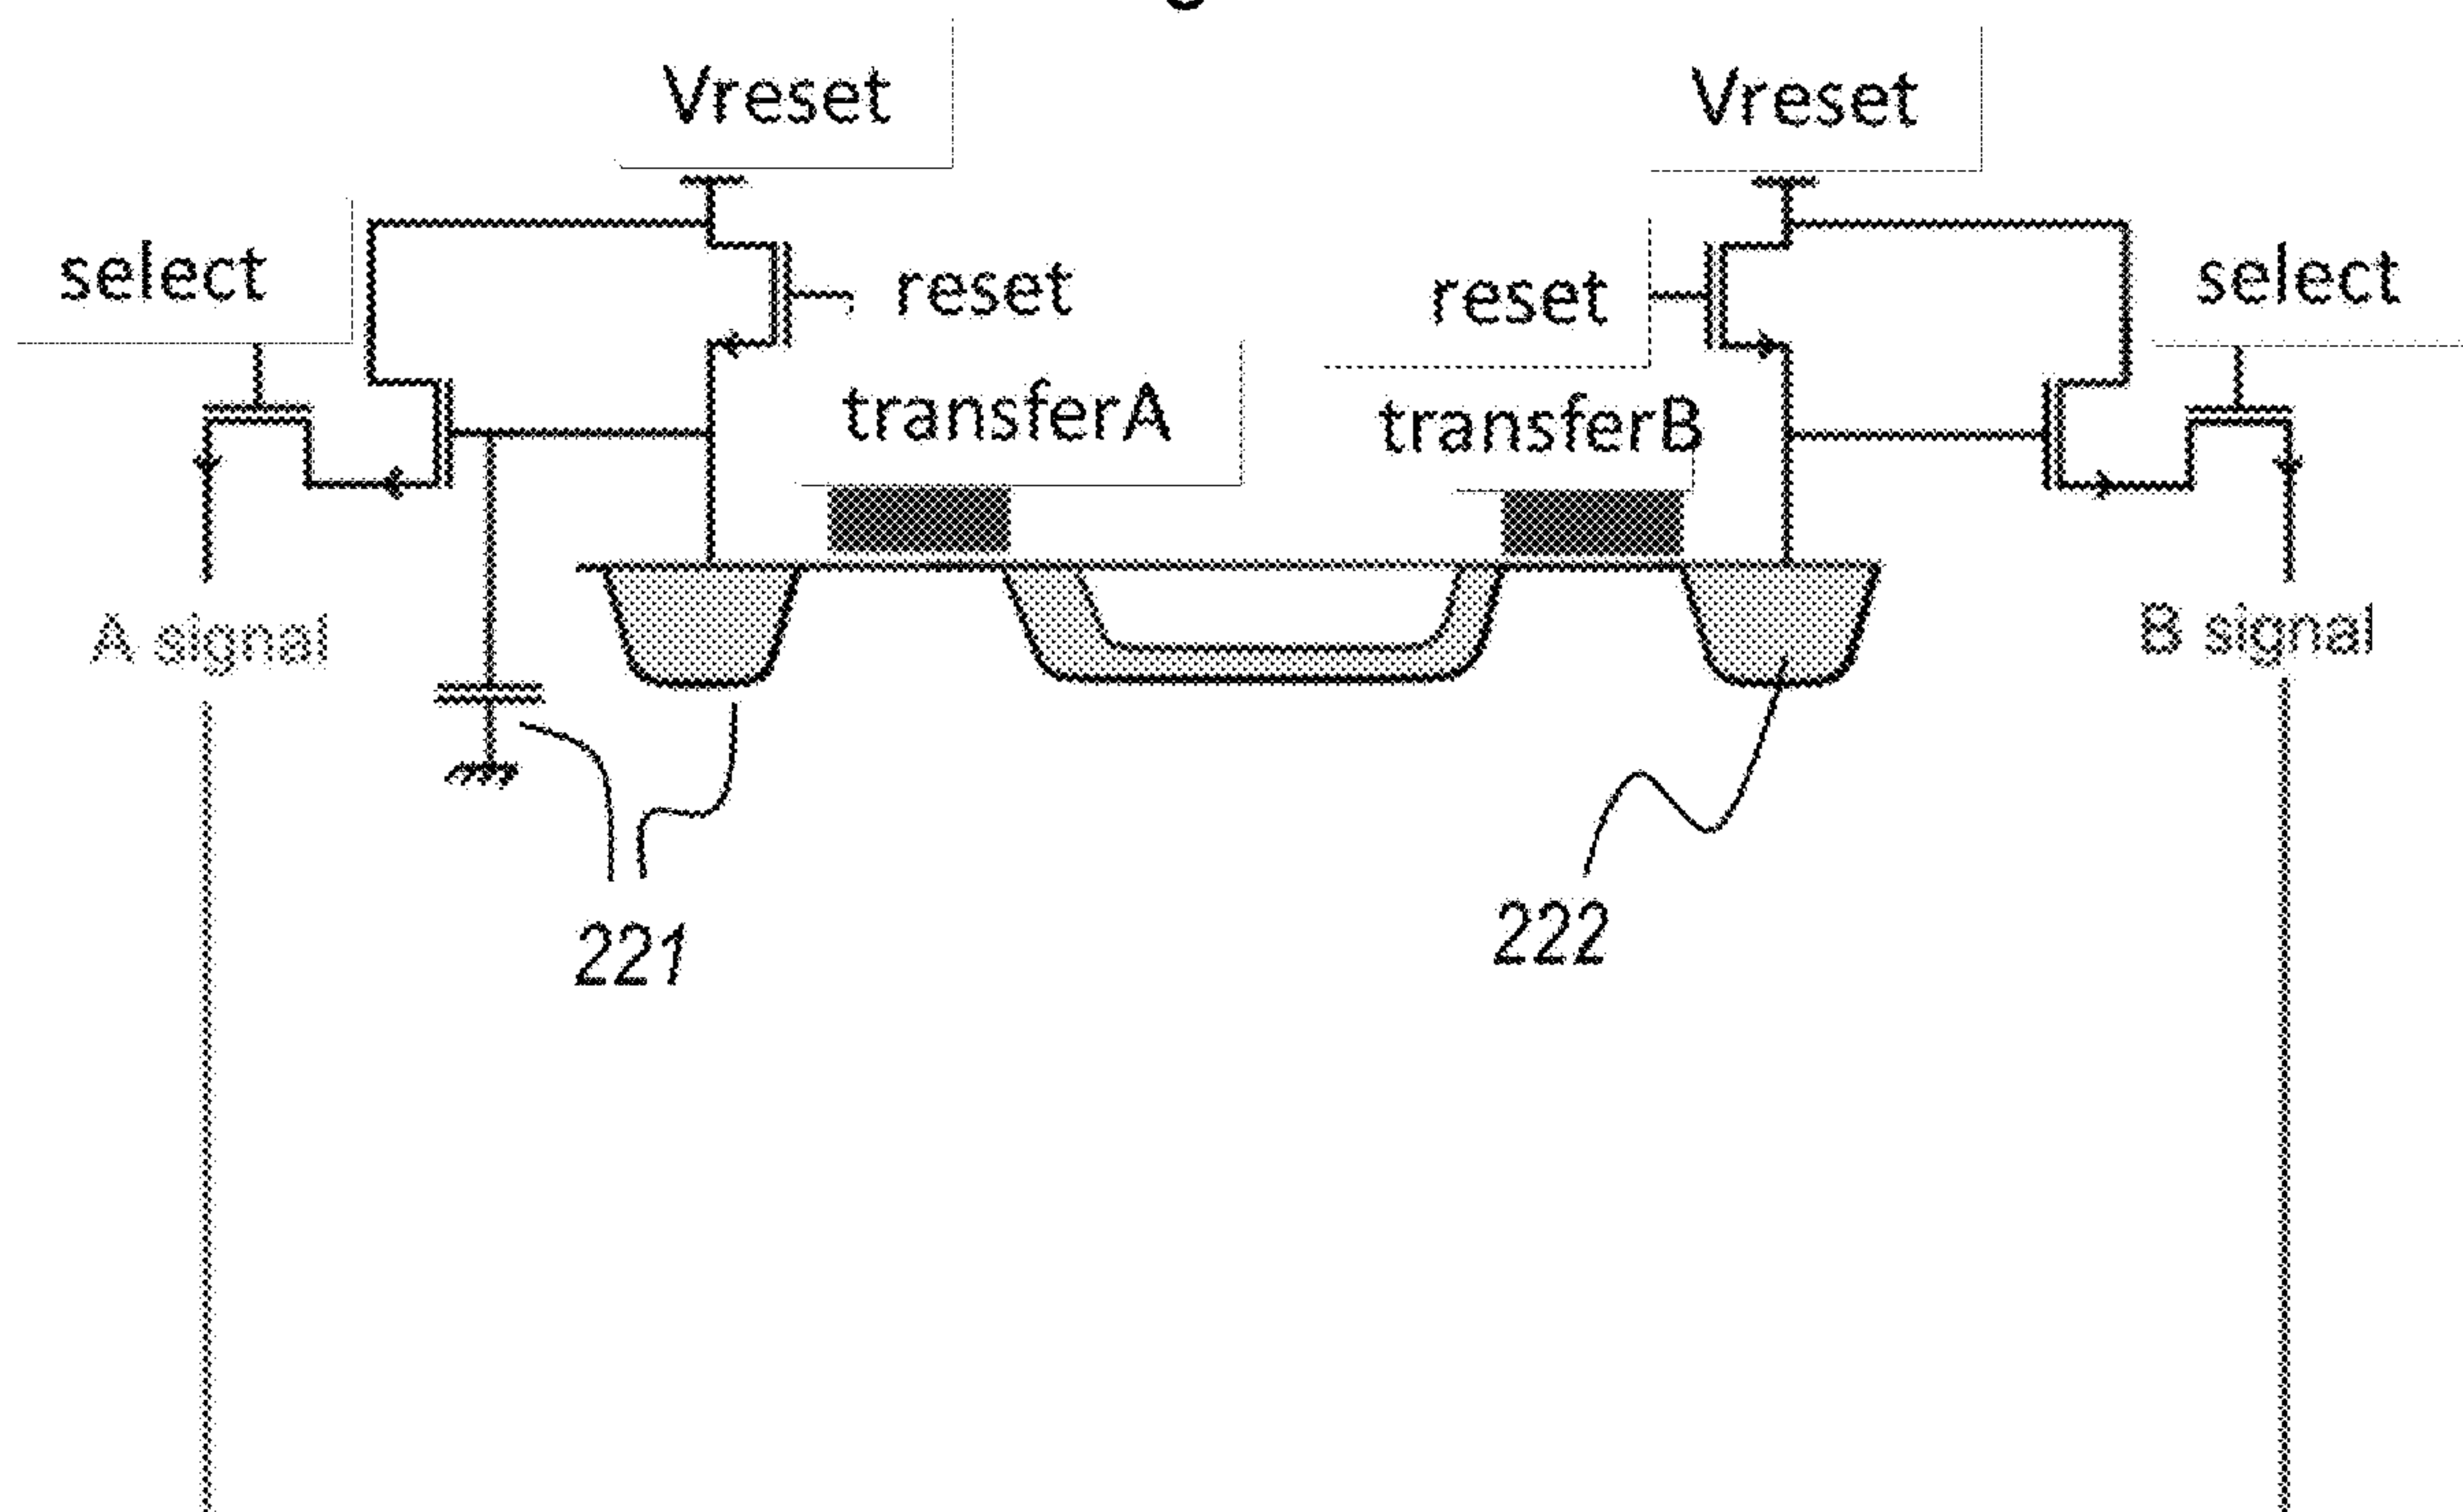 Vreset
Vreset
select
reset
reset
select
transferA
transferB
A signal
B signal
221
222